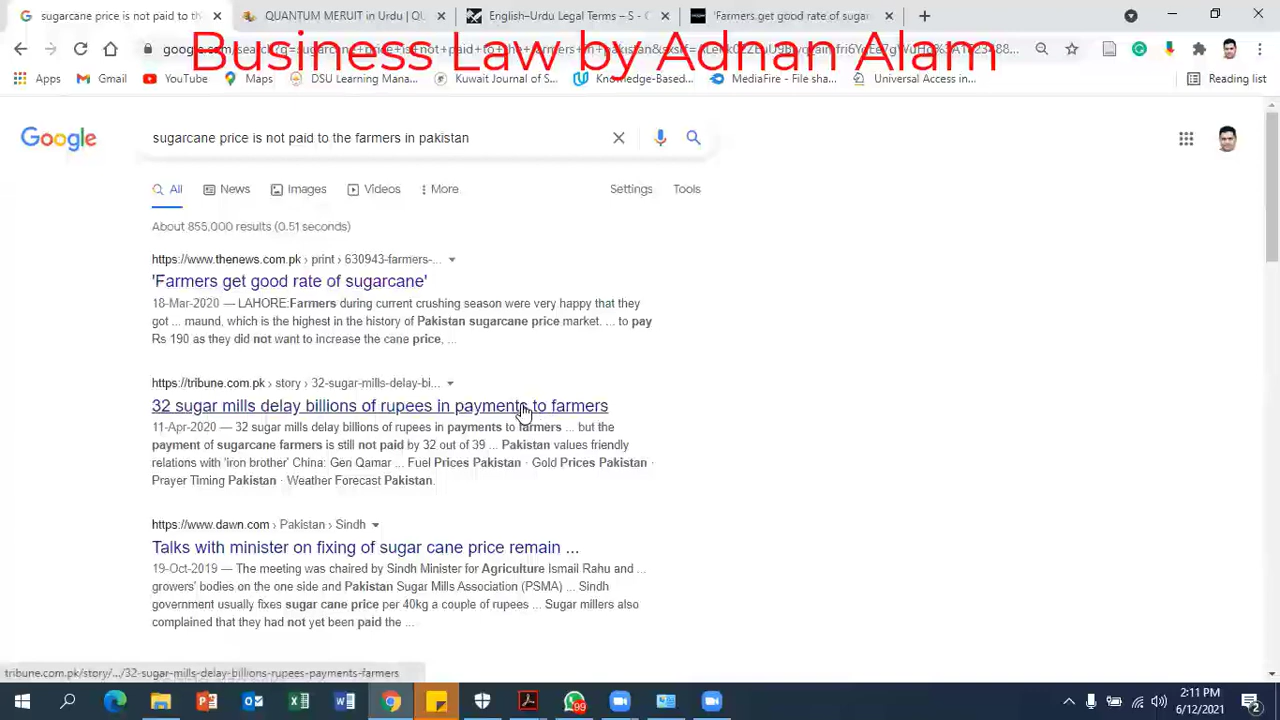 sugarcane price is not paid to the
QUANTUM MERUIT in Urdu | Qu
English–Urdu Legal Terms – S - G
'Farmers get good rate of sugar
Business Law by Adnan Alam
Apps
Gmail
YouTube
Maps
DSU Learning Mana...
Kuwait Journal of S...
Knowledge-Based...
MediaFire - File sha...
Universal Access in...
Reading list
Google
sugarcane price is not paid to the farmers in pakistan
All
News
Images
Videos
More
Settings
Tools
About 855,000 results (0.51 seconds)
https://www.thenews.com.pk › print › 630943-farmers-...
'Farmers get good rate of sugarcane'
18-Mar-2020 — LAHORE:Farmers during current crushing season were very happy that they
got ... maund, which is the highest in the history of Pakistan sugarcane price market. ... to pay
Rs 190 as they did not want to increase the cane price, ...
https://tribune.com.pk › story › 32-sugar-mills-delay-bi...
32 sugar mills delay billions of rupees in payments to farmers
11-Apr-2020 — 32 sugar mills delay billions of rupees in payments to farmers ... but the
payment of sugarcane farmers is still not paid by 32 out of 39 ... Pakistan values friendly
relations with 'iron brother' China: Gen Qamar ... Fuel Prices Pakistan · Gold Prices Pakistan ·
Prayer Timing Pakistan · Weather Forecast Pakistan.
https://www.dawn.com › Pakistan › Sindh
Talks with minister on fixing of sugar cane price remain ...
19-Oct-2019 — The meeting was chaired by Sindh Minister for Agriculture Ismail Rahu and ...
growers' bodies on the one side and Pakistan Sugar Mills Association (PSMA) ... Sindh
government usually fixes sugar cane price per 40kg a couple of rupees ... Sugar millers also
complained that they had not yet been paid the ...
tribune.com.pk/story/.../32-sugar-mills-delay-billions-rupees-payments-farmers
99
2:11 PM
6/12/2021
2